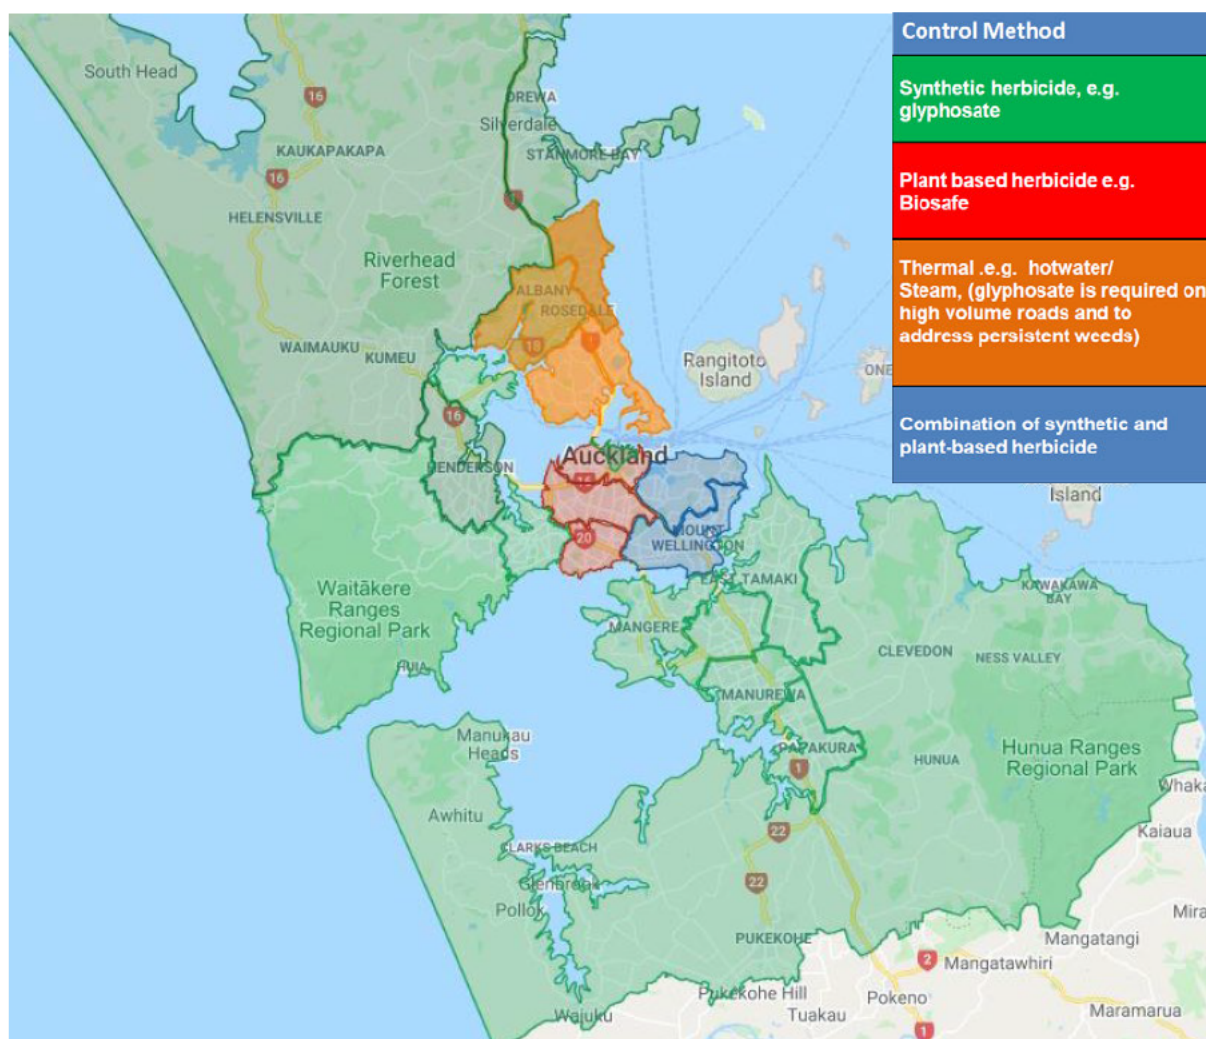 Control Method
Synthetic herbicide, e.g.
glyphosate
Plant based herbicide e.g.
Biosafe
Thermal .e.g. hotwater/
Steam, (glyphosate is required on
high volume roads and to
address persistent weeds)
Combination of synthetic and
plant-based herbicide
South Head
16
OREWA
Silverdale
KAUKAPAKAPA
STANMORE BAY
16
1
HELENSVILLE
Riverhead
Forest
ALBANY
ROSEDALE
18
1
WAIMAUKU
KUMEU
Rangitoto
Island
ONE
16
Auckland
HENDERSON
Island
20
MOUNT
WELLINGTON
EAST TAMAKI
Waitākere
Ranges
Regional Park
KAWAKAWA
BAY
MANGERE
CLEVEDON
NESS VALLEY
HUIA
MANUREWA
Manukau
Heads
PAPAKURA
HUNUA
Hunua Ranges
Regional Park
1
Whaka
Awhitu
22
Kaiaua
CLARKS BEACH
Glenbrook
22
Pollok
Mira
PUKEKOHE
Mangatangi
2
Mangatawhiri
Pukekohe Hill
Pokeno
Waiuku
Tuakau
1
Maramarua